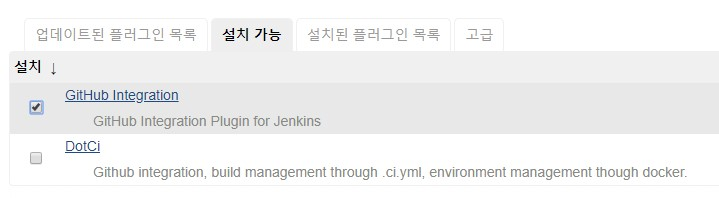 업데이트된 플러그인 목록 설치 가능 설치된 플러그인 목록 고급
설치 ↓
GitHub Integration
GitHub Integration Plugin for Jenkins
DotCi
Github integration, build management through .ci.yml, environment management though docker.